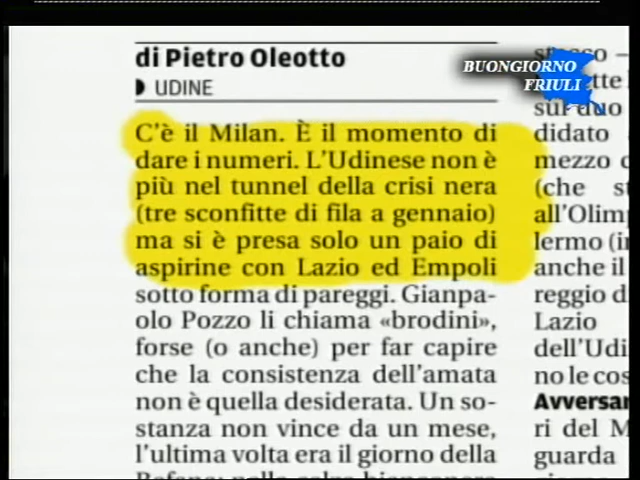 di Pietro Oleotto
UDINE
BUONGIORNO
FRIULI
C'è il Milan. È il momento di
dare i numeri. L'Udinese non è
più nel tunnel della crisi nera
(tre sconfitte di fila a gennaio)
ma si è presa solo un paio di
aspirine con Lazio ed Empoli
sotto forma di pareggi. Gianpa-
olo Pozzo li chiama «brodini»,
forse (o anche) per far capire
che la consistenza dell'amata
non è quella desiderata. Un so-
stanza non vince da un mese,
l'ultima volta era il giorno della
sul duo
didato
mezzo
(che
all'Olim
lermo (i
anche il
reggio d
Lazio
dell'Udi
no le cos
Avversar
ri del M
guarda